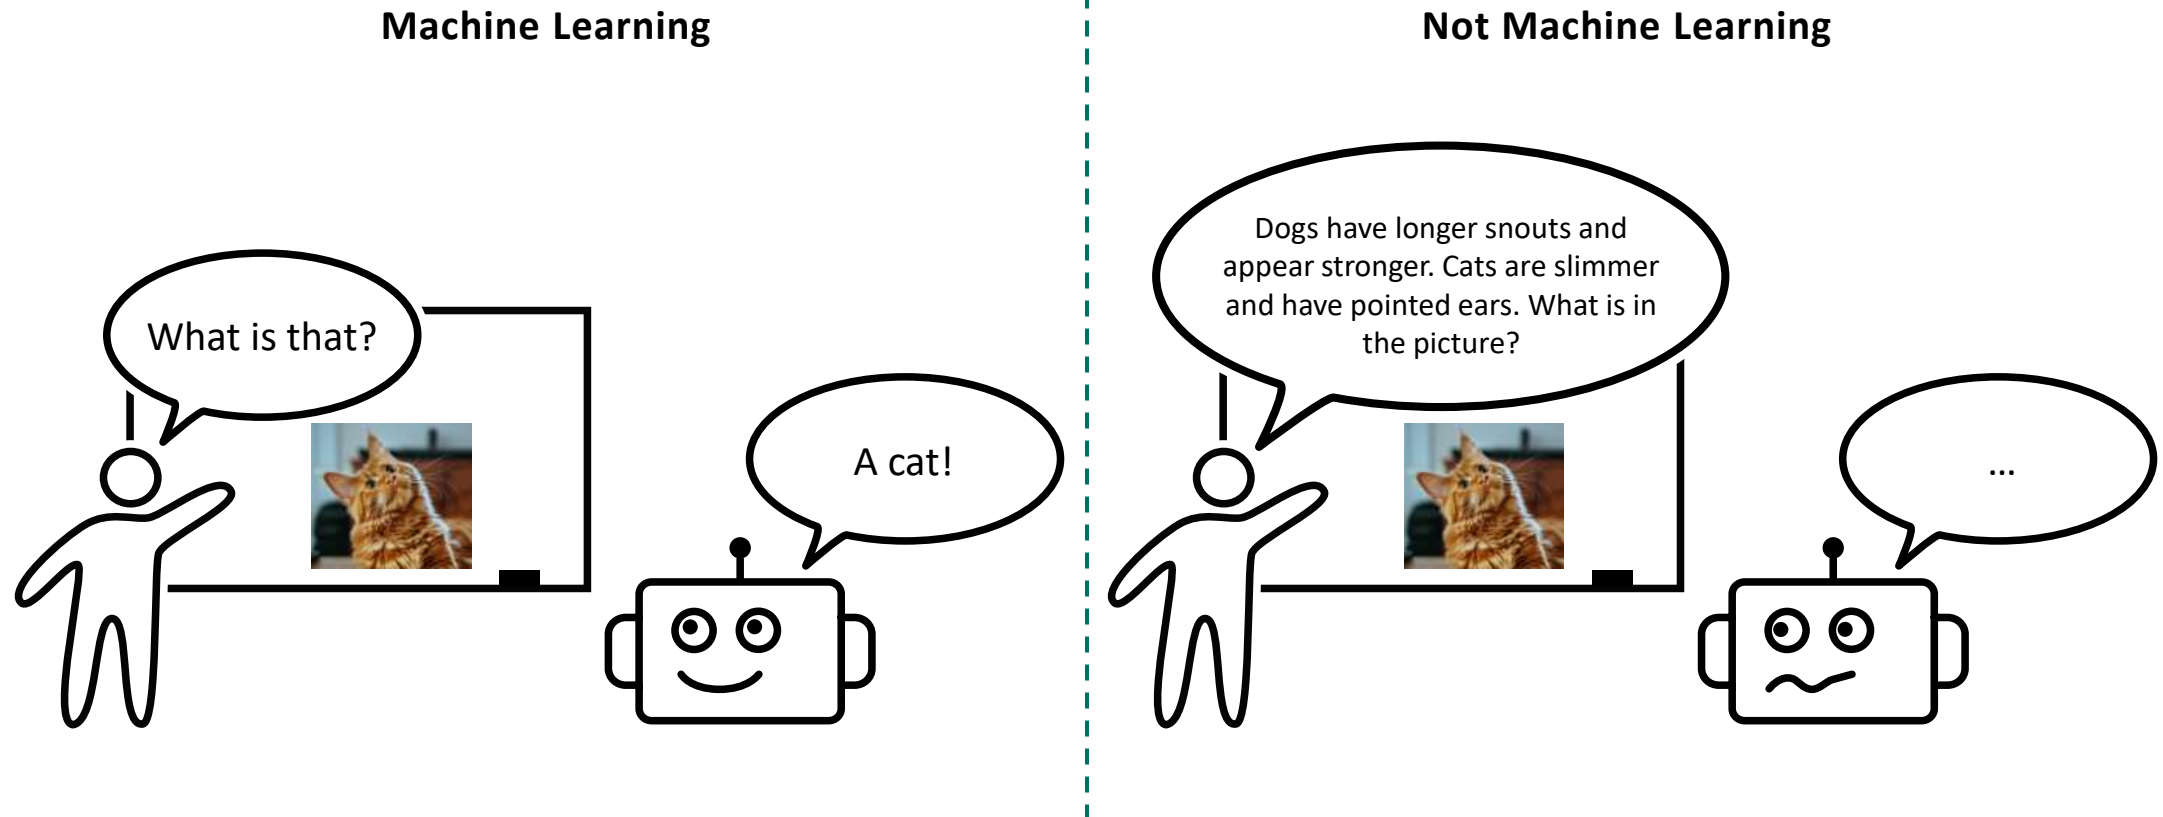 Machine Learning
What is that?
A cat!
Not Machine Learning
Dogs have longer snouts and
appear stronger. Cats are slimmer
and have pointed ears. What is in
the picture?
...